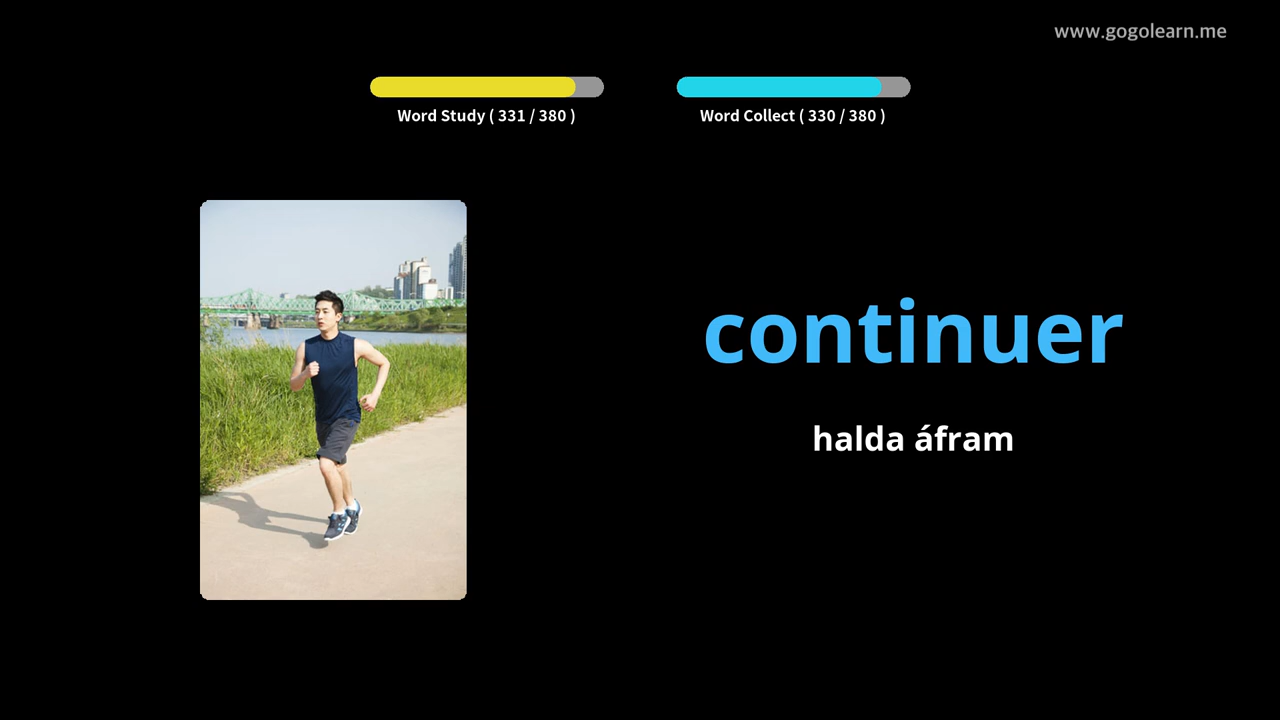 www.gogolearn.me
Word Study ( 331 / 380 )
Word Collect ( 330 / 380 )
continuer
halda áfram